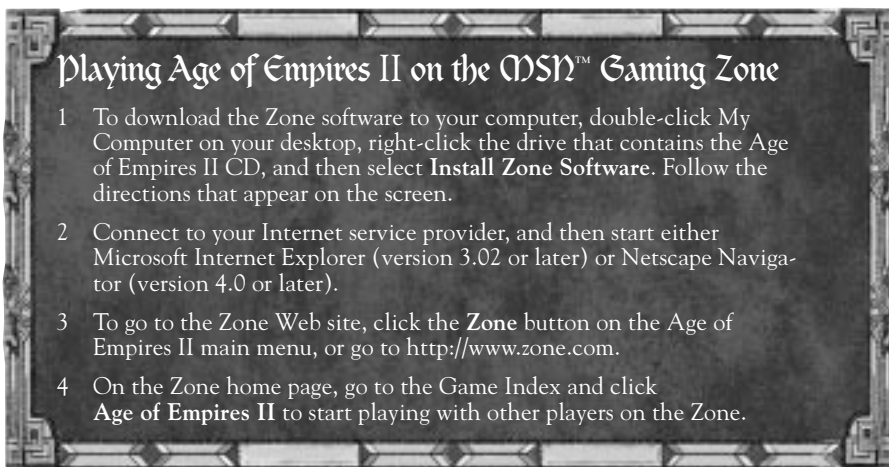 Playing Age of Empires II on the MSN™ Gaming Zone
1 To download the Zone software to your computer, double-click My
Computer on your desktop, right-click the drive that contains the Age
of Empires II CD, and then select Install Zone Software. Follow the
directions that appear on the screen.
2 Connect to your Internet service provider, and then start either
Microsoft Internet Explorer (version 3.02 or later) or Netscape Naviga-
tor (version 4.0 or later).
3 To go to the Zone Web site, click the Zone button on the Age of
Empires II main menu, or go to http://www.zone.com.
4 On the Zone home page, go to the Game Index and click
Age of Empires II to start playing with other players on the Zone.